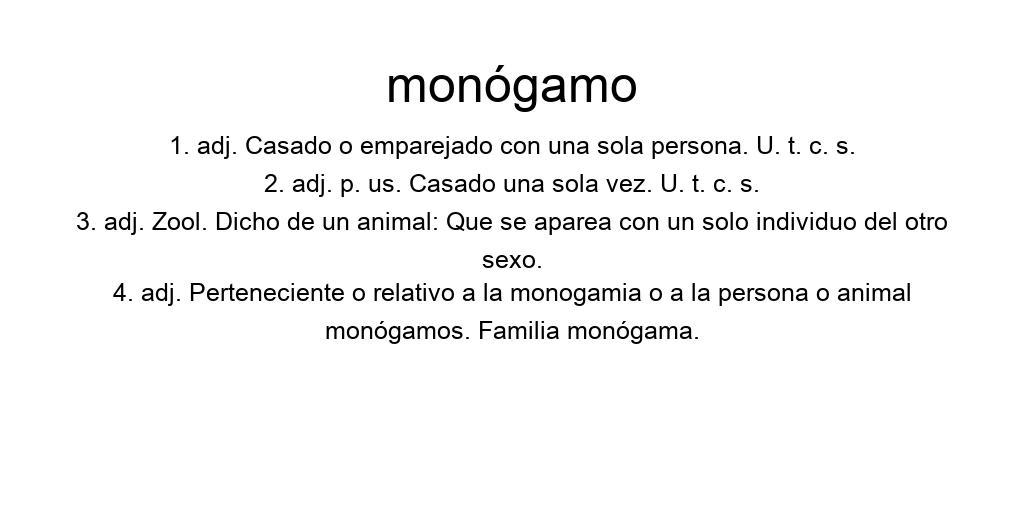 monógamo
1. adj. Casado o emparejado con una sola persona. U. t. c. s.
2. adj. p. us. Casado una sola vez. U. t. c. s.
3. adj. Zool. Dicho de un animal: Que se aparea con un solo individuo del otro
sexo.
4. adj. Perteneciente o relativo a la monogamia o a la persona o animal
monógamos. Familia monógama.